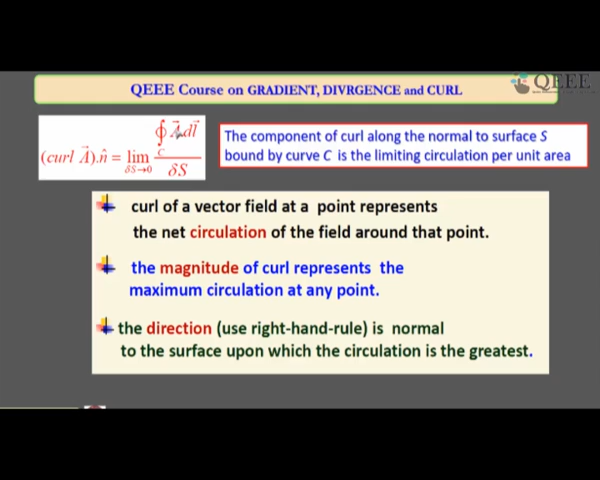 QEEE
QEEE Course on GRADIENT, DIVRGENCE and CURL
(curl A⃗).n̂ = lim δS→0 ∮C A⃗.dl⃗ / δS
The component of curl along the normal to surface S
bound by curve C is the limiting circulation per unit area
curl of a vector field at a point represents
the net circulation of the field around that point.
the magnitude of curl represents the
maximum circulation at any point.
the direction (use right-hand-rule) is normal
to the surface upon which the circulation is the greatest.